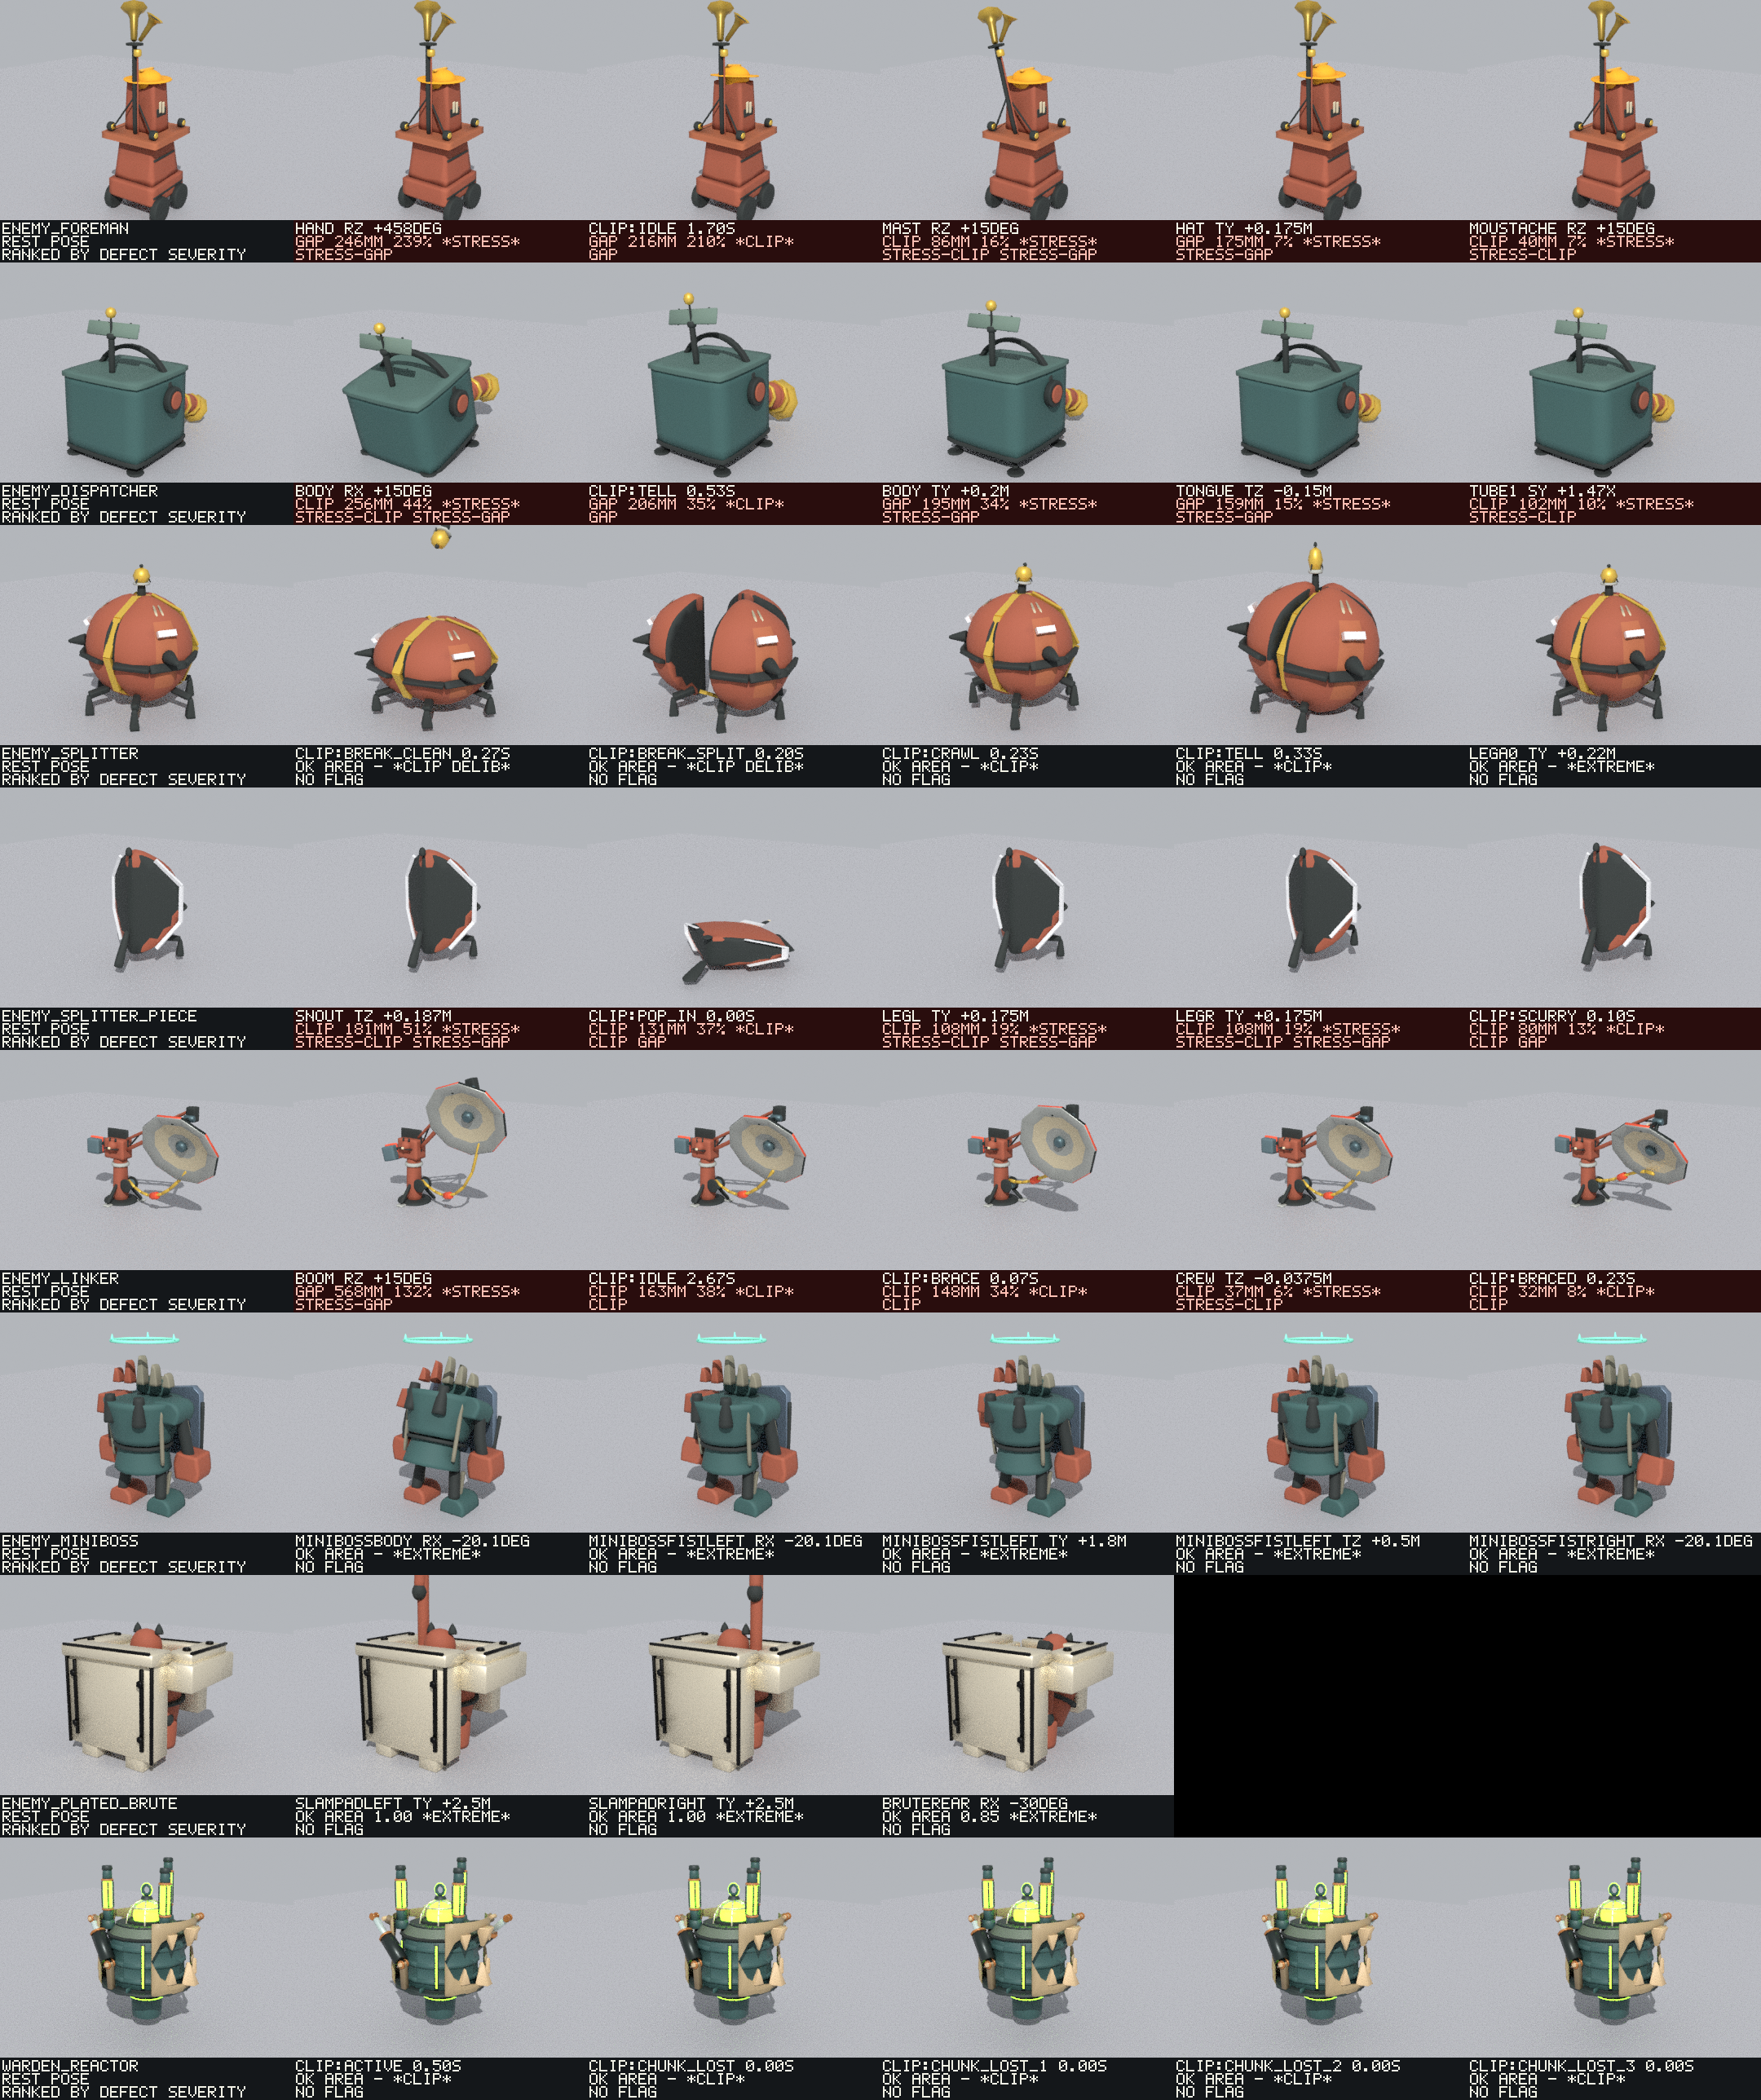 ENEMY_FOREMAN
REST POSE
RANKED BY DEFECT SEVERITY
HAND RZ +458DEG
GAP 246MM 239% *STRESS*
STRESS-GAP
CLIP:IDLE 1.70S
GAP 216MM 210% *CLIP*
GAP
MAST RZ +15DEG
CLIP 86MM 16% *STRESS*
STRESS-CLIP STRESS-GAP
HAT TY +0.175M
GAP 175MM 7% *STRESS*
STRESS-GAP
MOUSTACHE RZ +15DEG
CLIP 40MM 7% *STRESS*
STRESS-CLIP
ENEMY_DISPATCHER
REST POSE
RANKED BY DEFECT SEVERITY
BODY RX +15DEG
CLIP 256MM 44% *STRESS*
STRESS-CLIP STRESS-GAP
CLIP:TELL 0.53S
GAP 206MM 35% *CLIP*
GAP
BODY TY +0.2M
GAP 195MM 34% *STRESS*
STRESS-GAP
TONGUE TZ -0.15M
GAP 159MM 15% *STRESS*
STRESS-GAP
TUBE1 SY +1.47X
CLIP 102MM 10% *STRESS*
STRESS-CLIP
ENEMY_SPLITTER
REST POSE
RANKED BY DEFECT SEVERITY
CLIP:BREAK_CLEAN 0.27S
OK AREA - *CLIP DELIB*
NO FLAG
CLIP:BREAK_SPLIT 0.20S
OK AREA - *CLIP DELIB*
NO FLAG
CLIP:CRAWL 0.23S
OK AREA - *CLIP*
NO FLAG
CLIP:TELL 0.33S
OK AREA - *CLIP*
NO FLAG
LEGA0 TY +0.22M
OK AREA - *EXTREME*
NO FLAG
ENEMY_SPLITTER_PIECE
REST POSE
RANKED BY DEFECT SEVERITY
SNOUT TZ +0.187M
CLIP 181MM 51% *STRESS*
STRESS-CLIP STRESS-GAP
CLIP:POP_IN 0.00S
CLIP 131MM 37% *CLIP*
CLIP GAP
LEGL TY +0.175M
CLIP 108MM 19% *STRESS*
STRESS-CLIP STRESS-GAP
LEGR TY +0.175M
CLIP 108MM 19% *STRESS*
STRESS-CLIP STRESS-GAP
CLIP:SCURRY 0.10S
CLIP 80MM 13% *CLIP*
CLIP GAP
ENEMY_LINKER
REST POSE
RANKED BY DEFECT SEVERITY
BOOM RZ +15DEG
GAP 568MM 132% *STRESS*
STRESS-GAP
CLIP:IDLE 2.67S
CLIP 163MM 38% *CLIP*
CLIP
CLIP:BRACE 0.07S
CLIP 148MM 34% *CLIP*
CLIP
CREW TZ -0.0375M
CLIP 37MM 6% *STRESS*
STRESS-CLIP
CLIP:BRACED 0.23S
CLIP 32MM 8% *CLIP*
CLIP
ENEMY_MINIBOSS
REST POSE
RANKED BY DEFECT SEVERITY
MINIBOSSBODY RX -20.1DEG
OK AREA - *EXTREME*
NO FLAG
MINIBOSSFISTLEFT RX -20.1DEG
OK AREA - *EXTREME*
NO FLAG
MINIBOSSFISTLEFT TY +1.8M
OK AREA - *EXTREME*
NO FLAG
MINIBOSSFISTLEFT TZ +0.5M
OK AREA - *EXTREME*
NO FLAG
MINIBOSSFISTRIGHT RX -20.1DEG
OK AREA - *EXTREME*
NO FLAG
ENEMY_PLATED_BRUTE
REST POSE
RANKED BY DEFECT SEVERITY
SLAMPADLEFT TY +2.5M
OK AREA 1.00 *EXTREME*
NO FLAG
SLAMPADRIGHT TY +2.5M
OK AREA 1.00 *EXTREME*
NO FLAG
BRUTEREAR RX -30DEG
OK AREA 0.85 *EXTREME*
NO FLAG
WARDEN_REACTOR
REST POSE
RANKED BY DEFECT SEVERITY
CLIP:ACTIVE 0.50S
OK AREA - *CLIP*
NO FLAG
CLIP:CHUNK_LOST 0.00S
OK AREA - *CLIP*
NO FLAG
CLIP:CHUNK_LOST_1 0.00S
OK AREA - *CLIP*
NO FLAG
CLIP:CHUNK_LOST_2 0.00S
OK AREA - *CLIP*
NO FLAG
CLIP:CHUNK_LOST_3 0.00S
OK AREA - *CLIP*
NO FLAG